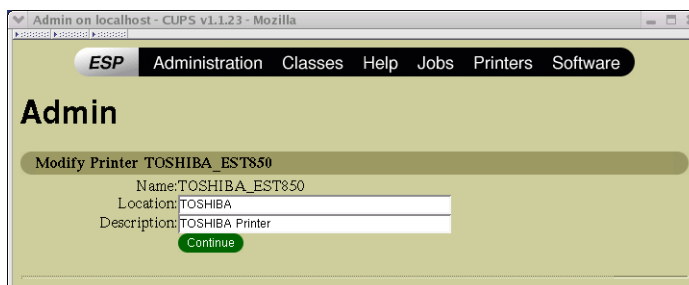 Admin on localhost - CUPS v1.1.23 - Mozilla
ESP Administration Classes Help Jobs Printers Software
Admin
Modify Printer TOSHIBA_EST850
Name:TOSHIBA_EST850
Location:TOSHIBA
Description:TOSHIBA Printer
Continue